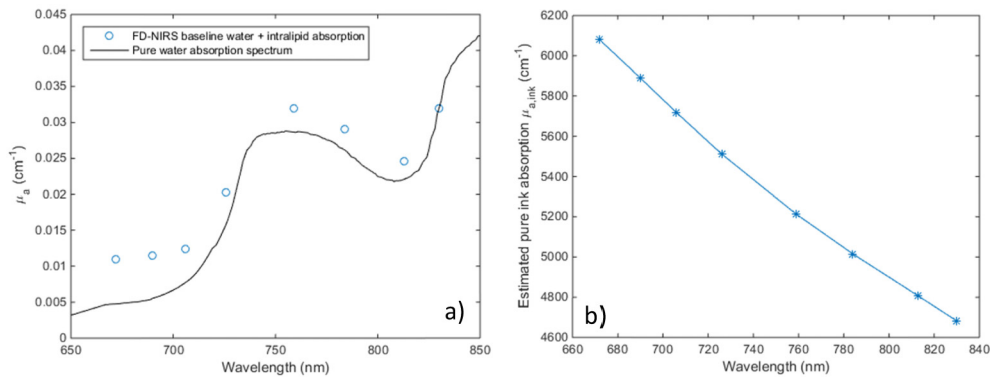 0.045
0.04
0.035
0.03
0.025
0.02
0.015
0.01
0.005
0
μa (cm-1)
FD-NIRS baseline water + intralipid absorption
Pure water absorption spectrum
a)
650 700 750 800 850
Wavelength (nm)
6200
6000
5800
5600
5400
5200
5000
4800
4600
Estimated pure ink absorption μa,ink (cm-1)
b)
660 680 700 720 740 760 780 800 820 840
Wavelength (nm)